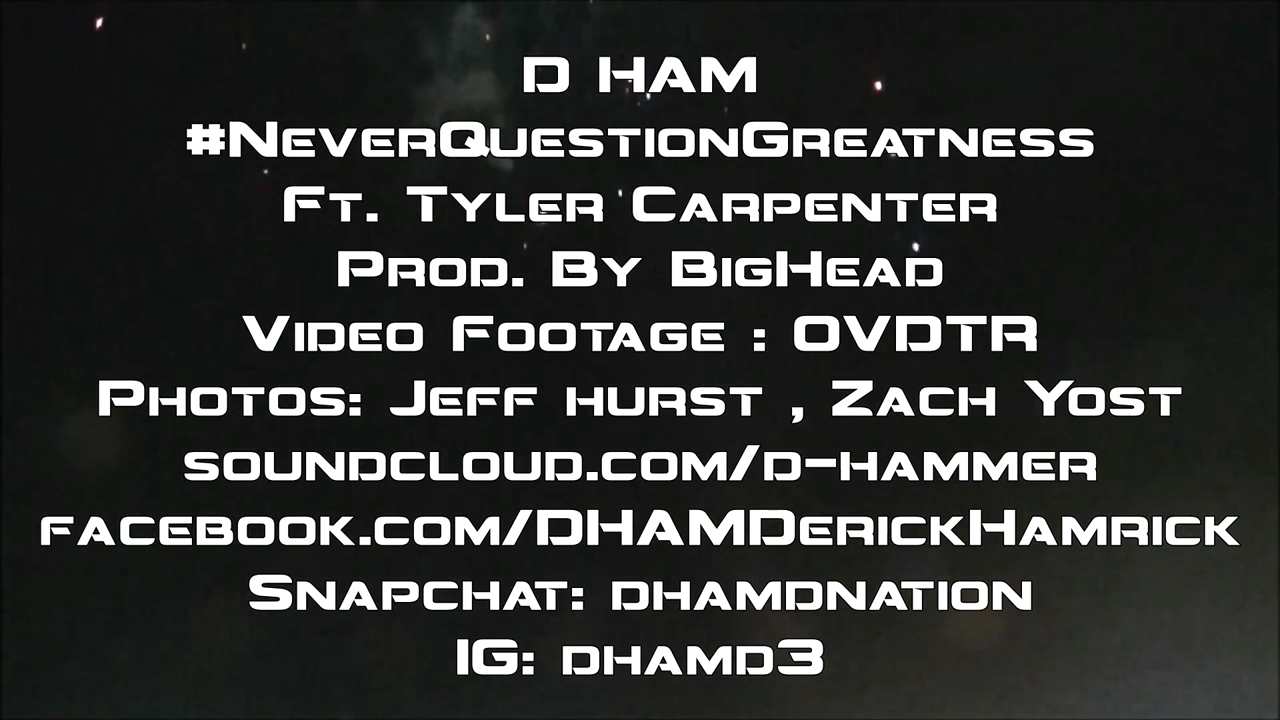 D HAM
#NeverQuestionGreatness
Ft. Tyler Carpenter
Prod. By BigHead
Video Footage : OVDTR
Photos: Jeff hurst , Zach Yost
soundcloud.com/d-hammer
facebook.com/DHAMDerickHamrick
Snapchat: dhamdnation
IG: dhamd3